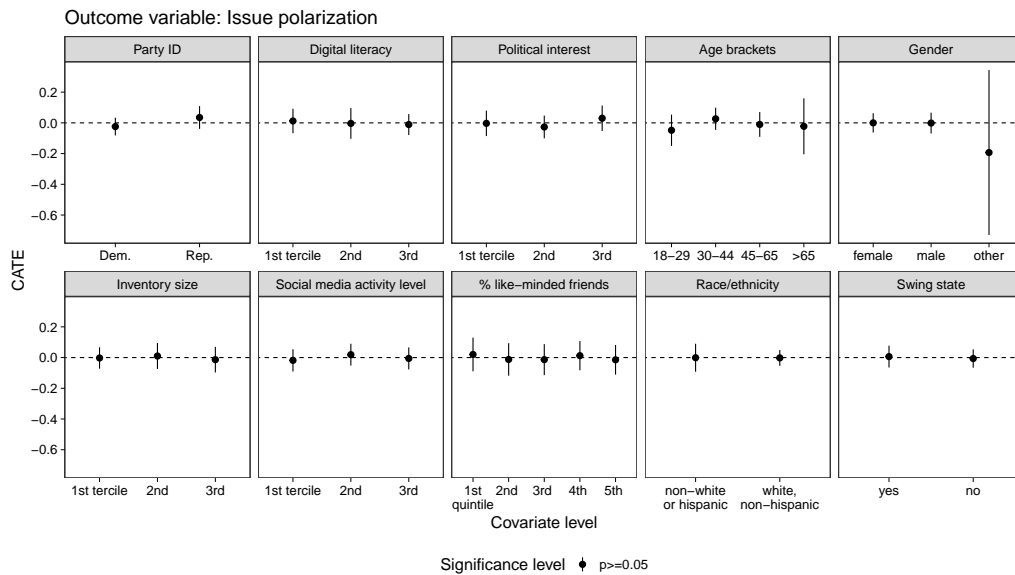 Outcome variable: Issue polarization
Party ID
Digital literacy
Political interest
Age brackets
Gender
0.2
0.0
−0.2
−0.4
−0.6
Dem. Rep.
1st tercile 2nd 3rd
1st tercile 2nd 3rd
18−29 30−44 45−65 >65
female male other
CATE
Inventory size
Social media activity level
% like−minded friends
Race/ethnicity
Swing state
0.2
0.0
−0.2
−0.4
−0.6
1st tercile 2nd 3rd
1st tercile 2nd 3rd
1st 2nd 3rd 4th 5th
quintile
non−white white,
or hispanic non−hispanic
yes no
Covariate level
Significance level p>=0.05